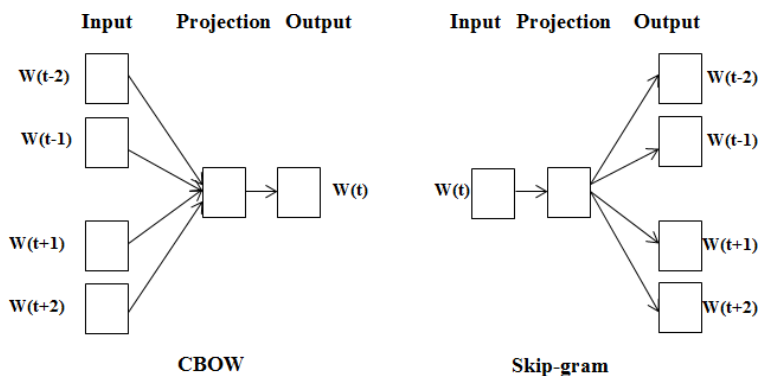 Input Projection Output
W(t-2)
W(t-1)
W(t)
W(t+1)
W(t+2)
CBOW
Input Projection Output
W(t-2)
W(t-1)
W(t)
W(t+1)
W(t+2)
Skip-gram